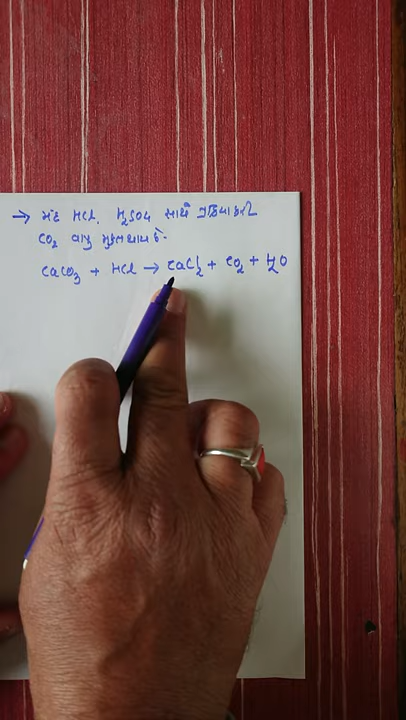 → મંદ HCl, H₂SO₄ સાથે પ્રક્રિયા કરી
CO₂ વાયુ મુક્ત થાય છે.
CaCO₃ + HCl → CaCl₂ + CO₂ + H₂O